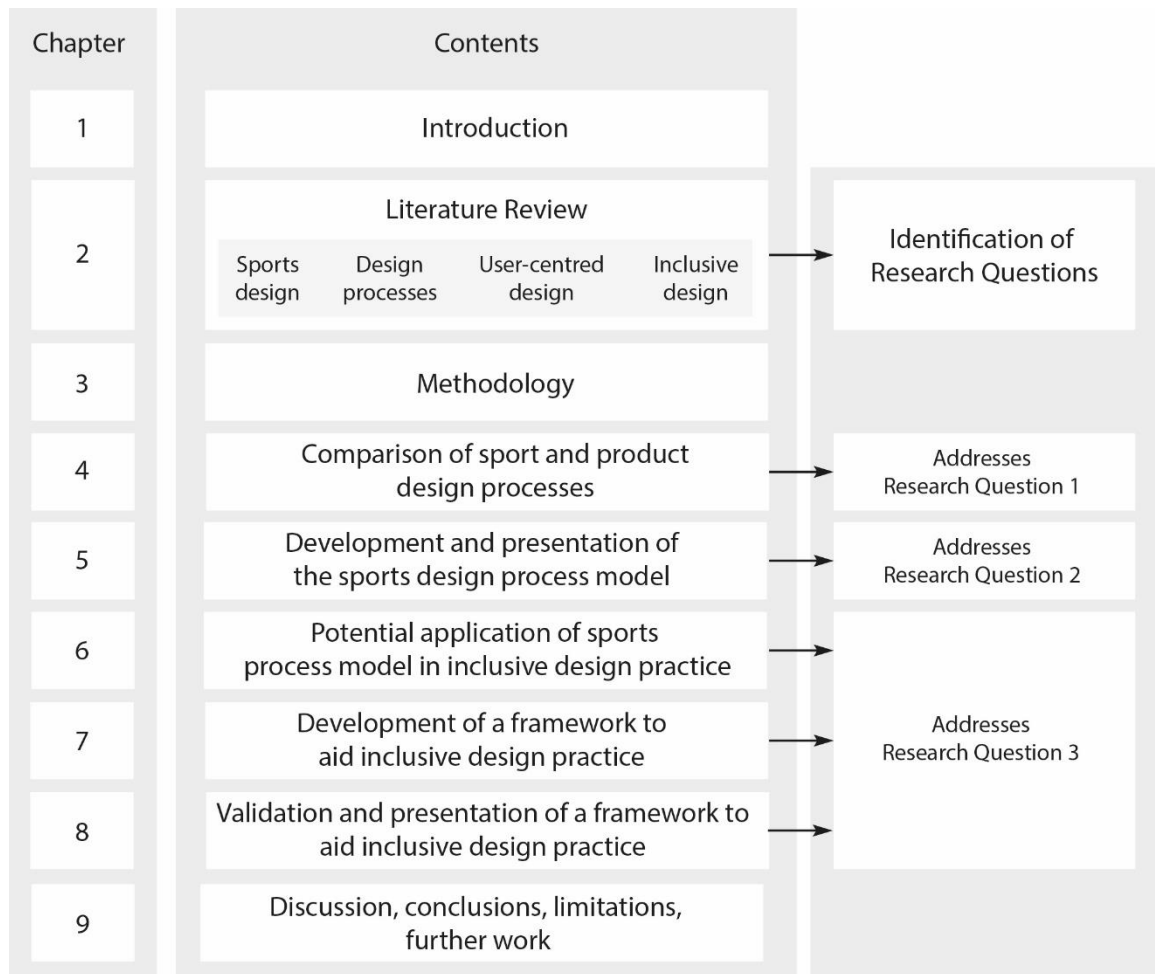 Chapter
Contents
1
Introduction
2
Literature Review
Sports
design
Design
processes
User-centred
design
Inclusive
design
Identification of
Research Questions
3
Methodology
4
Comparison of sport and product
design processes
Addresses
Research Question 1
5
Development and presentation of
the sports design process model
Addresses
Research Question 2
6
Potential application of sports
process model in inclusive design practice
7
Development of a framework to
aid inclusive design practice
Addresses
Research Question 3
8
Validation and presentation of a framework to
aid inclusive design practice
9
Discussion, conclusions, limitations,
further work